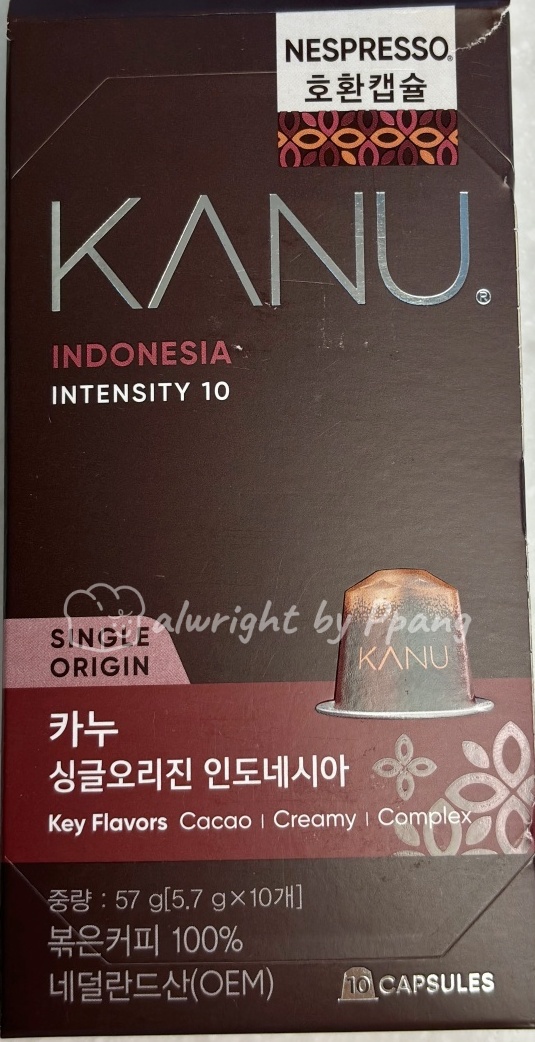 NESPRESSO®
호환캡슐
KANU®
INDONESIA
INTENSITY 10
alwright by Ppang
SINGLE
ORIGIN
KANU
카누
싱글오리진 인도네시아
Key Flavors Cacao | Creamy | Complex
중량 : 57 g[5.7 g×10개]
볶은커피 100%
네덜란드산(OEM)
10 CAPSULES